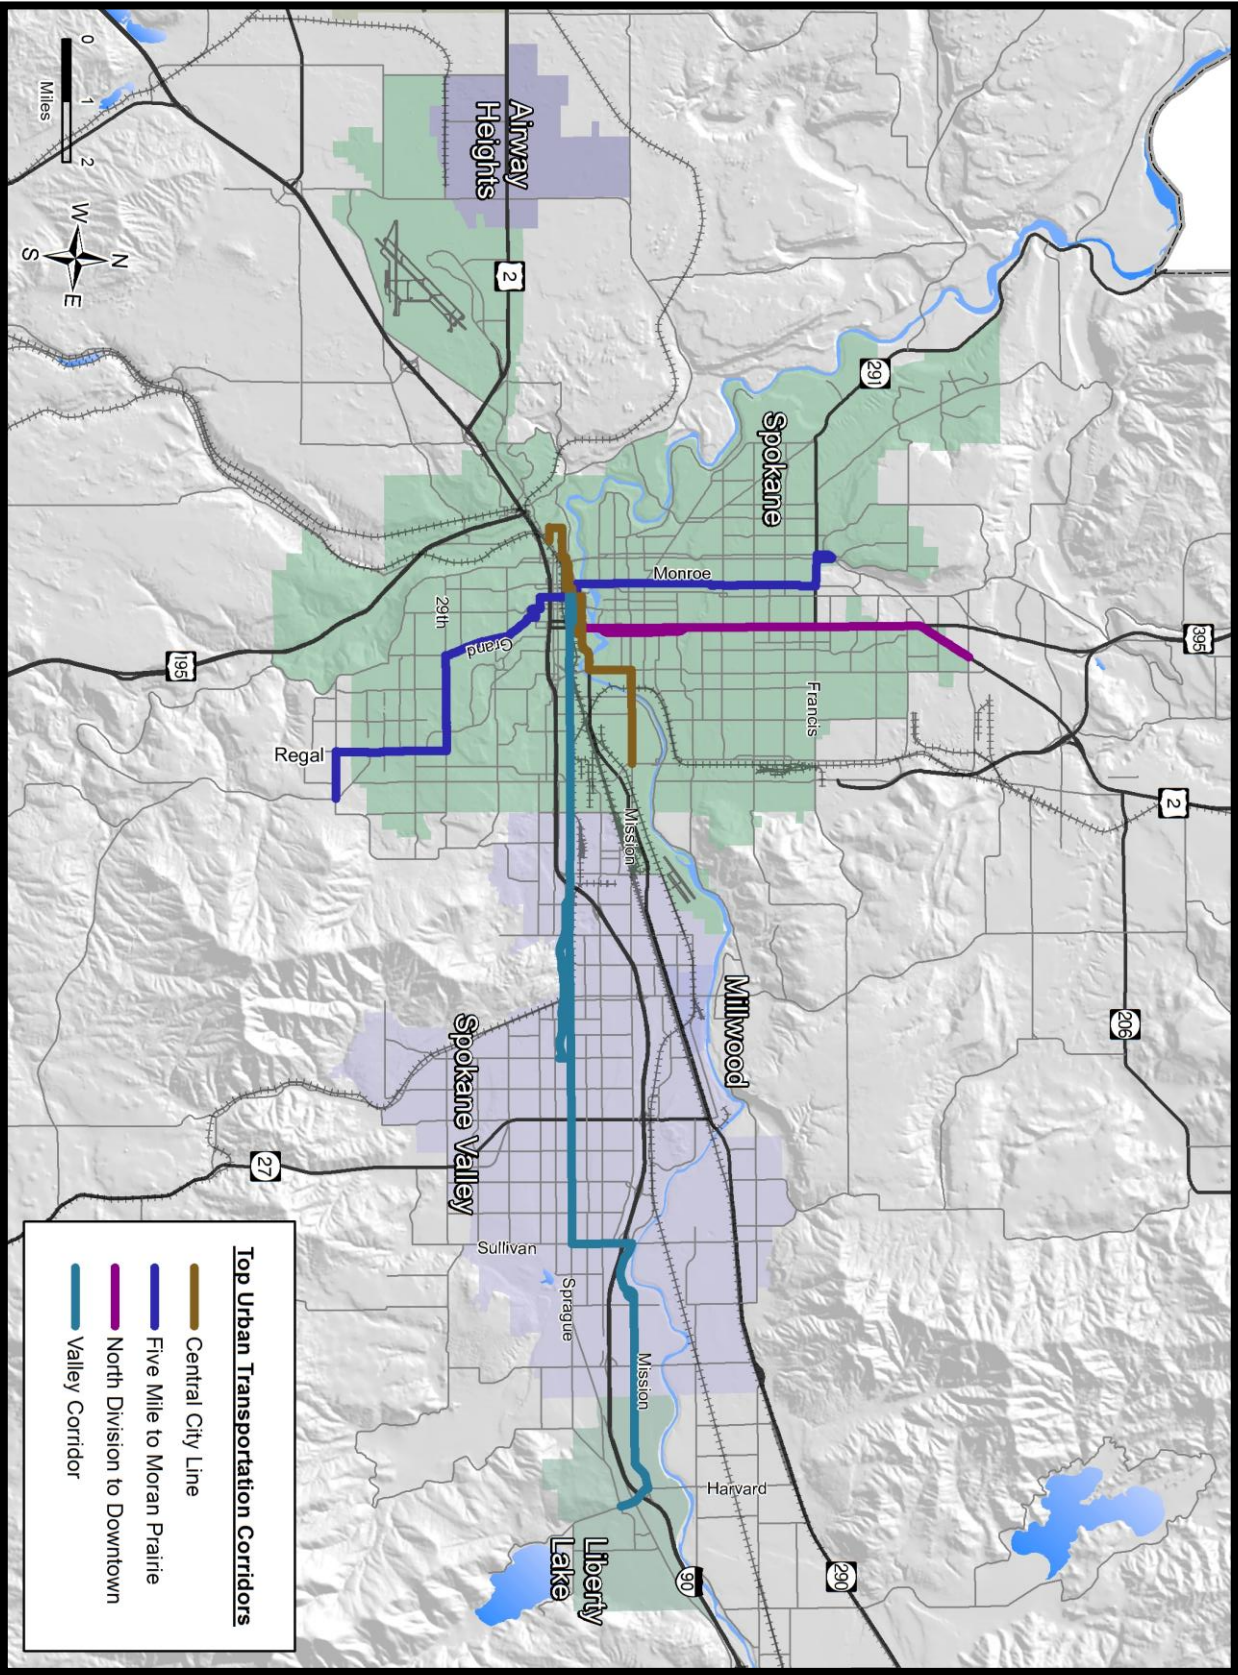 Airway
Heights
0
1
2
Miles
N
W
E
S
2
291
Spokane
Monroe
395
29th
Grand
195
Francis
Regal
2
Mission
Millwood
206
Spokane Valley
27
Sullivan
Sprague
Mission
Harvard
Liberty
Lake
90
290
Top Urban Transportation Corridors
Central City Line
Five Mile to Moran Prairie
North Division to Downtown
Valley Corridor